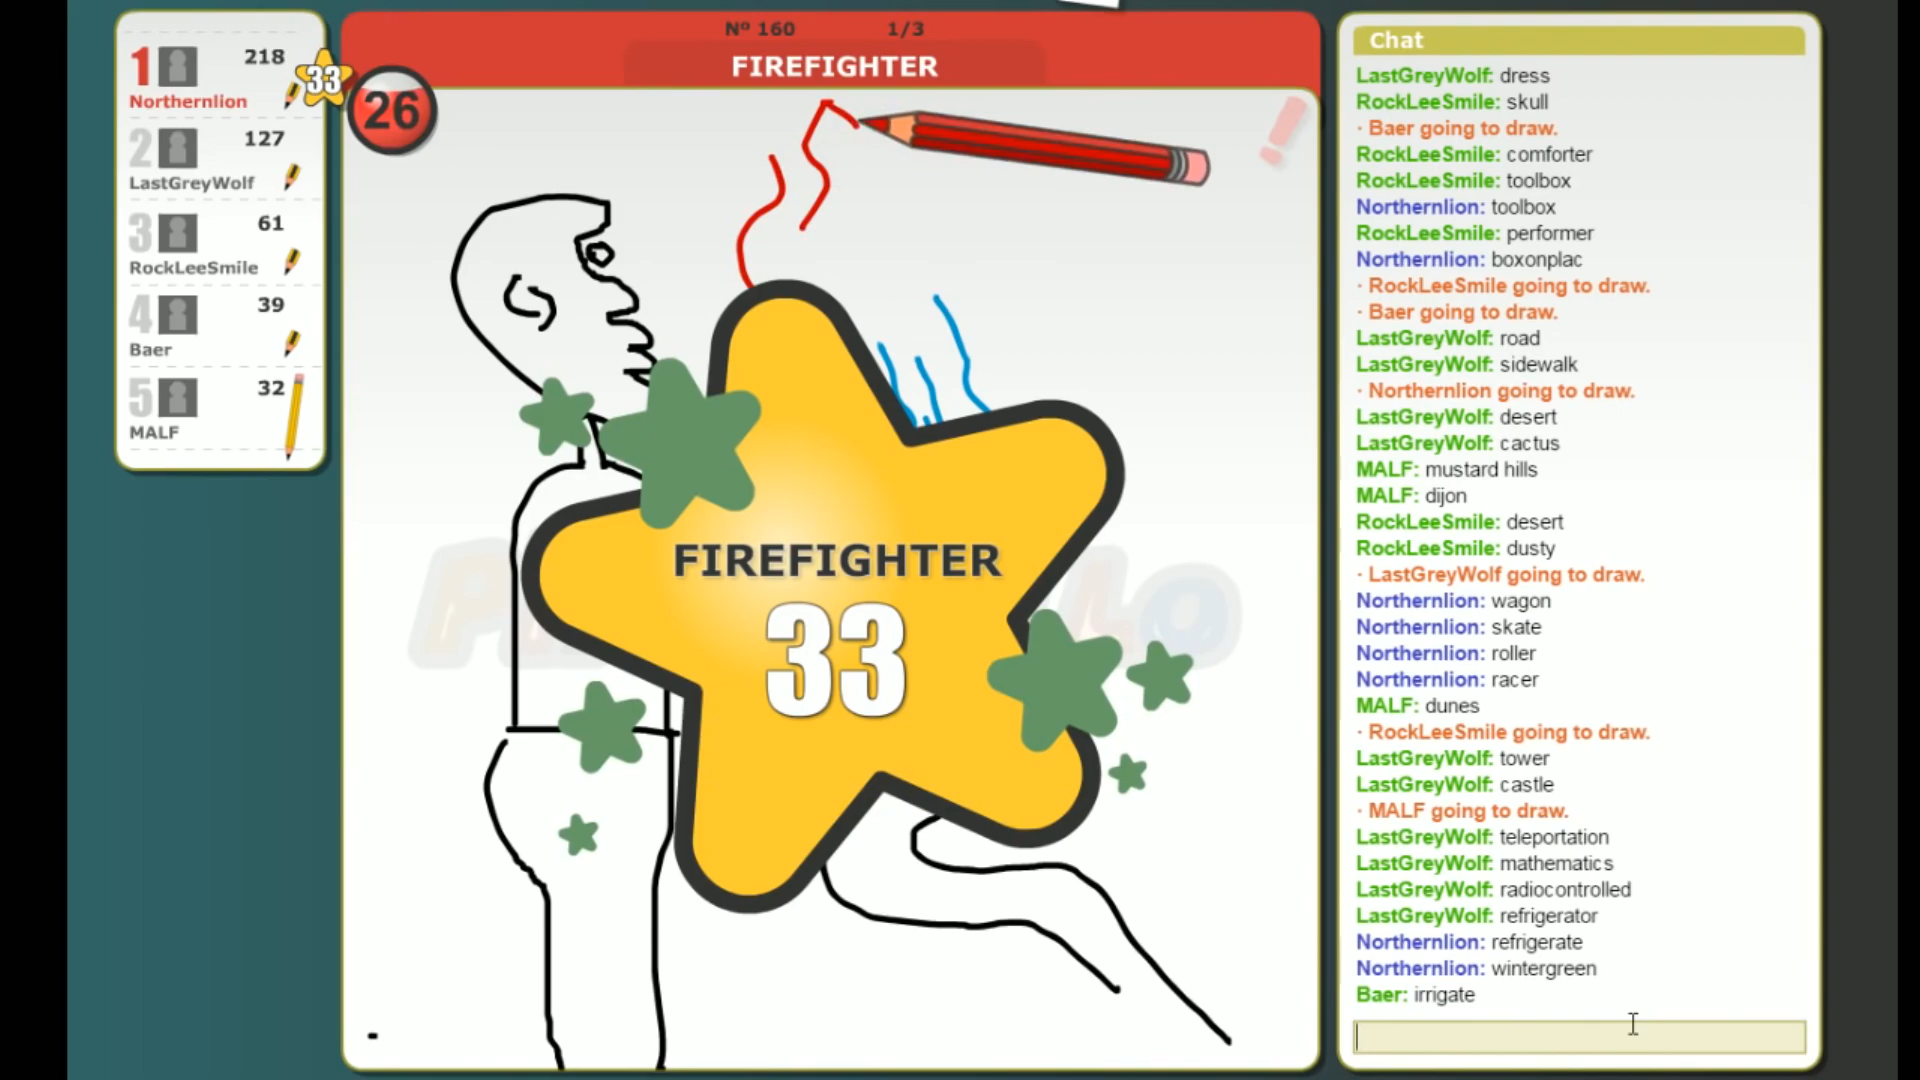 1
218
33
Northernlion
2
127
LastGreyWolf
3
61
RockLeeSmile
4
39
Baer
5
32
MALF
Nº 160 1/3
FIREFIGHTER
26
!
FIREFIGHTER
33
Chat
LastGreyWolf: dress
RockLeeSmile: skull
· Baer going to draw.
RockLeeSmile: comforter
RockLeeSmile: toolbox
Northernlion: toolbox
RockLeeSmile: performer
Northernlion: boxonplac
· RockLeeSmile going to draw.
· Baer going to draw.
LastGreyWolf: road
LastGreyWolf: sidewalk
· Northernlion going to draw.
LastGreyWolf: desert
LastGreyWolf: cactus
MALF: mustard hills
MALF: dijon
RockLeeSmile: desert
RockLeeSmile: dusty
· LastGreyWolf going to draw.
Northernlion: wagon
Northernlion: skate
Northernlion: roller
Northernlion: racer
MALF: dunes
· RockLeeSmile going to draw.
LastGreyWolf: tower
LastGreyWolf: castle
· MALF going to draw.
LastGreyWolf: teleportation
LastGreyWolf: mathematics
LastGreyWolf: radiocontrolled
LastGreyWolf: refrigerator
Northernlion: refrigerate
Northernlion: wintergreen
Baer: irrigate